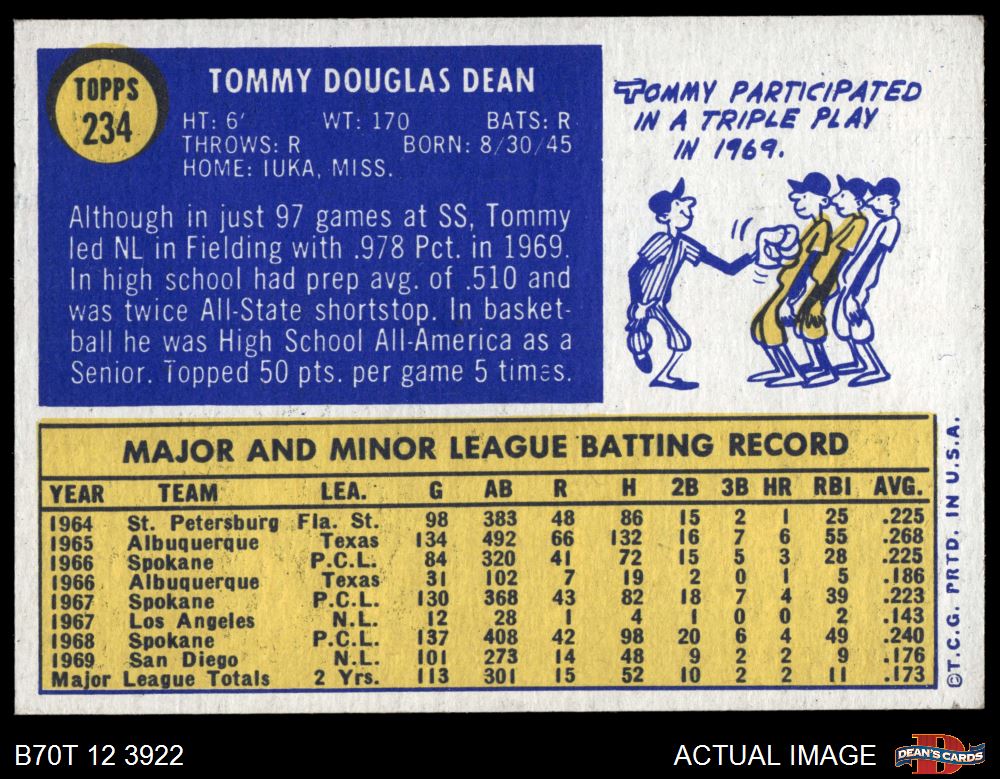 TOPPS
234
TOMMY DOUGLAS DEAN
HT: 6' WT: 170 BATS: R
THROWS: R BORN: 8/30/45
HOME: IUKA, MISS.
Although in just 97 games at SS, Tommy
led NL in Fielding with .978 Pct. in 1969.
In high school had prep avg. of .510 and
was twice All-State shortstop. In basket-
ball he was High School All-America as a
Senior. Topped 50 pts. per game 5 times.
TOMMY PARTICIPATED
IN A TRIPLE PLAY
IN 1969.
MAJOR AND MINOR LEAGUE BATTING RECORD
YEAR TEAM LEA. G AB R H 2B 3B HR RBI AVG.
1964 St. Petersburg Fla. St. 98 383 48 86 15 2 1 25 .225
1965 Albuquerque Texas 134 492 66 132 16 7 6 55 .268
1966 Spokane P.C.L. 84 320 41 72 15 5 3 28 .225
1966 Albuquerque Texas 31 102 7 19 2 0 1 5 .186
1967 Spokane P.C.L. 130 368 43 82 18 7 4 39 .223
1967 Los Angeles N.L. 12 28 1 4 1 0 0 2 .143
1968 Spokane P.C.L. 137 408 42 98 20 6 4 49 .240
1969 San Diego N.L. 101 273 14 48 9 2 2 9 .176
Major League Totals 2 Yrs. 113 301 15 52 10 2 2 11 .173
©T.C.G. PRTD. IN U.S.A.
B70T 12 3922
ACTUAL IMAGE
D
DEAN'S CARDS